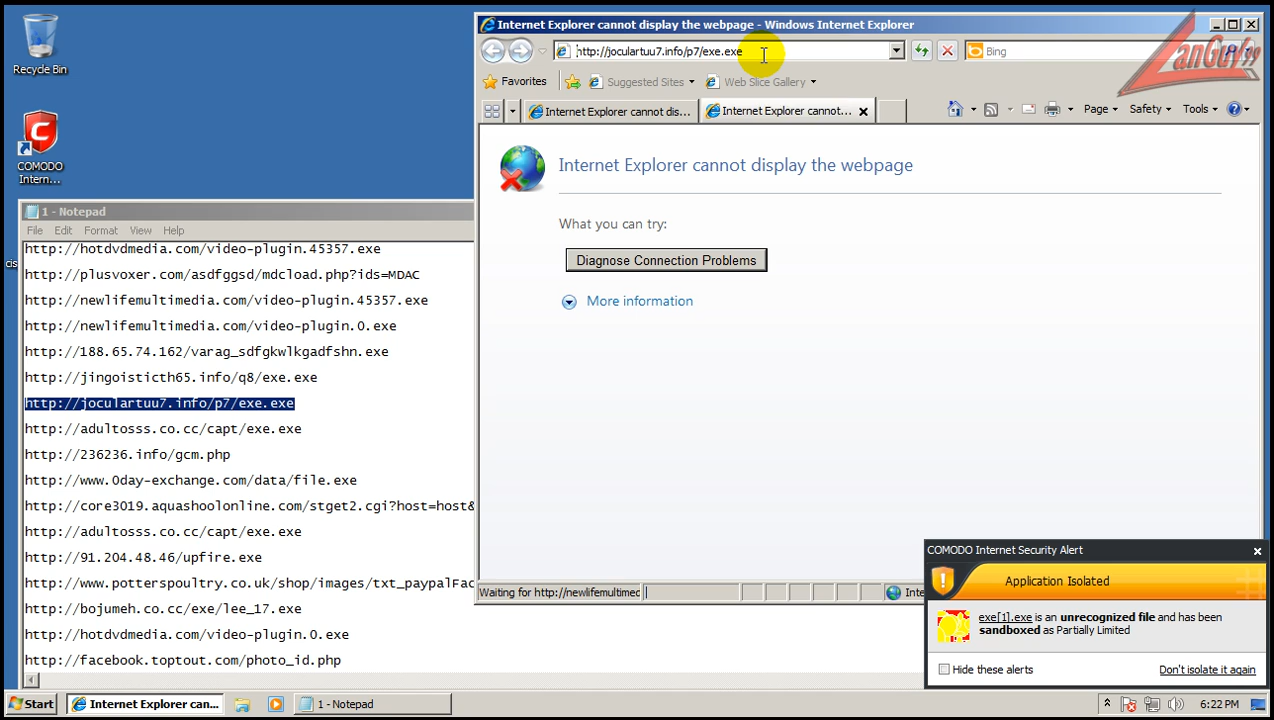 Recycle Bin
COMODO
Intern...
cis
Internet Explorer cannot display the webpage - Windows Internet Explorer
http://joculartuu7.info/p7/exe.exe
Bing
Favorites
Suggested Sites
Web Slice Gallery
Internet Explorer cannot dis...
Internet Explorer cannot...
Page
Safety
Tools
Internet Explorer cannot display the webpage
What you can try:
Diagnose Connection Problems
More information
Waiting for http://newlifemultimed
Inte
1 - Notepad
File Edit Format View Help
http://hotdvdmedia.com/video-plugin.45357.exe
http://plusvoxer.com/asdfggsd/mdcload.php?ids=MDAC
http://newlifemultimedia.com/video-plugin.45357.exe
http://newlifemultimedia.com/video-plugin.0.exe
http://188.65.74.162/varag_sdfgkwlkgadfshn.exe
http://jingoisticth65.info/q8/exe.exe
http://joculartuu7.info/p7/exe.exe
http://adultosss.co.cc/capt/exe.exe
http://236236.info/gcm.php
http://www.0day-exchange.com/data/file.exe
http://core3019.aquashoolonline.com/stget2.cgi?host=host&
http://adultosss.co.cc/capt/exe.exe
http://91.204.48.46/upfire.exe
http://www.potterspoultry.co.uk/shop/images/txt_paypalFac
http://bojumeh.co.cc/exe/lee_17.exe
http://hotdvdmedia.com/video-plugin.0.exe
http://facebook.toptout.com/photo_id.php
COMODO Internet Security Alert
Application Isolated
exe[1].exe is an unrecognized file and has been
sandboxed as Partially Limited
Hide these alerts
Don't isolate it again
Start
Internet Explorer can...
1 - Notepad
6:22 PM